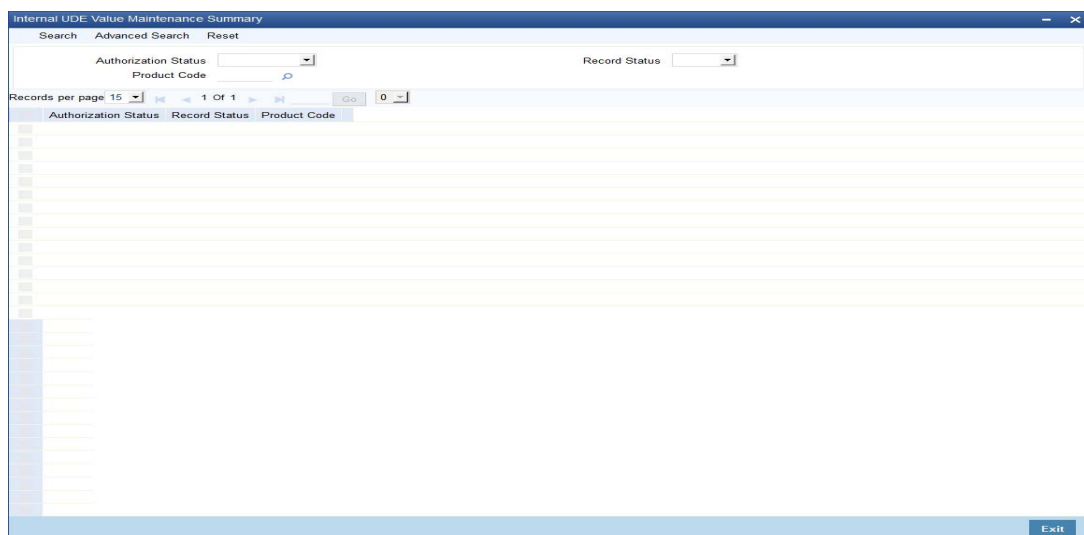 Internal UDE Value Maintenance Summary
Search Advanced Search Reset
Authorization Status Record Status
Product Code
Records per page 15 1 Of 1 Go 0
Authorization Status Record Status Product Code
Exit